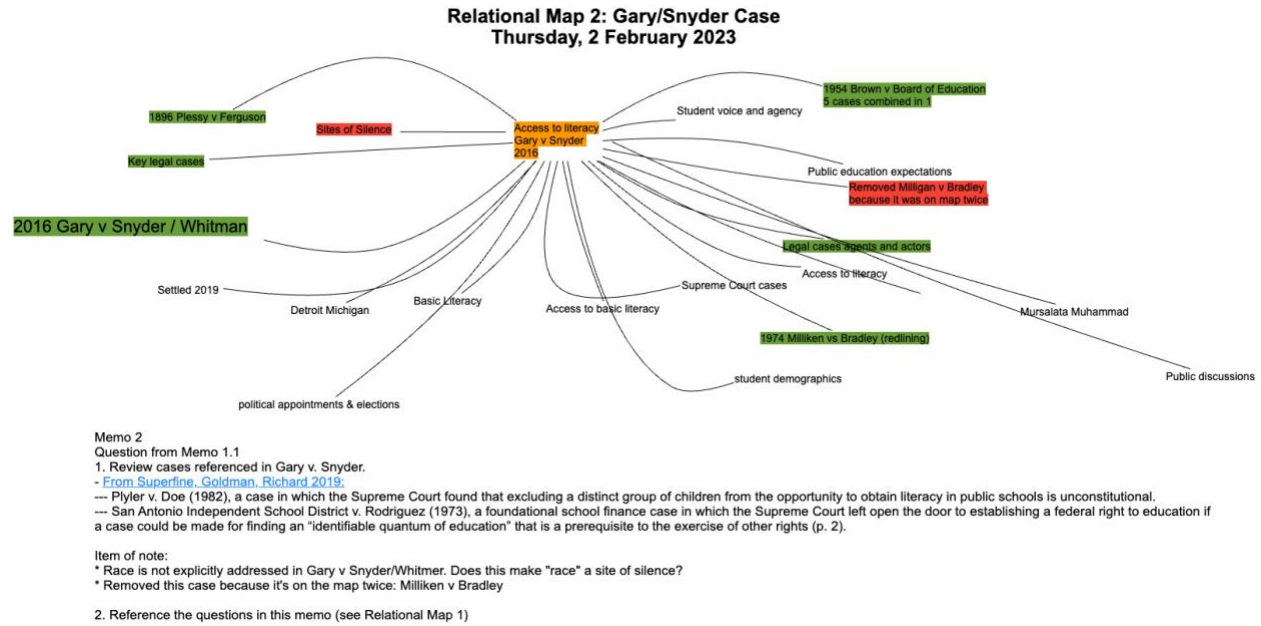 Relational Map 2: Gary/Snyder Case
Thursday, 2 February 2023
1954 Brown v Board of Education
5 cases combined in 1
1896 Plessy v Ferguson
Student voice and agency
Sites of Silence
Access to literacy
Gary v Snyder
2016
Key legal cases
Public education expectations
Removed Milligan v Bradley
because it was on map twice
2016 Gary v Snyder / Whitman
Legal cases agents and actors
Access to literacy
Settled 2019
Supreme Court cases
Detroit Michigan
Basic Literacy
Access to basic literacy
Mursalata Muhammad
1974 Milliken vs Bradley (redlining)
Public discussions
student demographics
political appointments & elections
Memo 2
Question from Memo 1.1
1. Review cases referenced in Gary v. Snyder.
- From Superfine, Goldman, Richard 2019:
--- Plyler v. Doe (1982), a case in which the Supreme Court found that excluding a distinct group of children from the opportunity to obtain literacy in public schools is unconstitutional.
--- San Antonio Independent School District v. Rodriguez (1973), a foundational school finance case in which the Supreme Court left open the door to establishing a federal right to education if
a case could be made for finding an “identifiable quantum of education” that is a prerequisite to the exercise of other rights (p. 2).
Item of note:
* Race is not explicitly addressed in Gary v Snyder/Whitmer. Does this make "race" a site of silence?
* Removed this case because it's on the map twice: Milliken v Bradley
2. Reference the questions in this memo (see Relational Map 1)